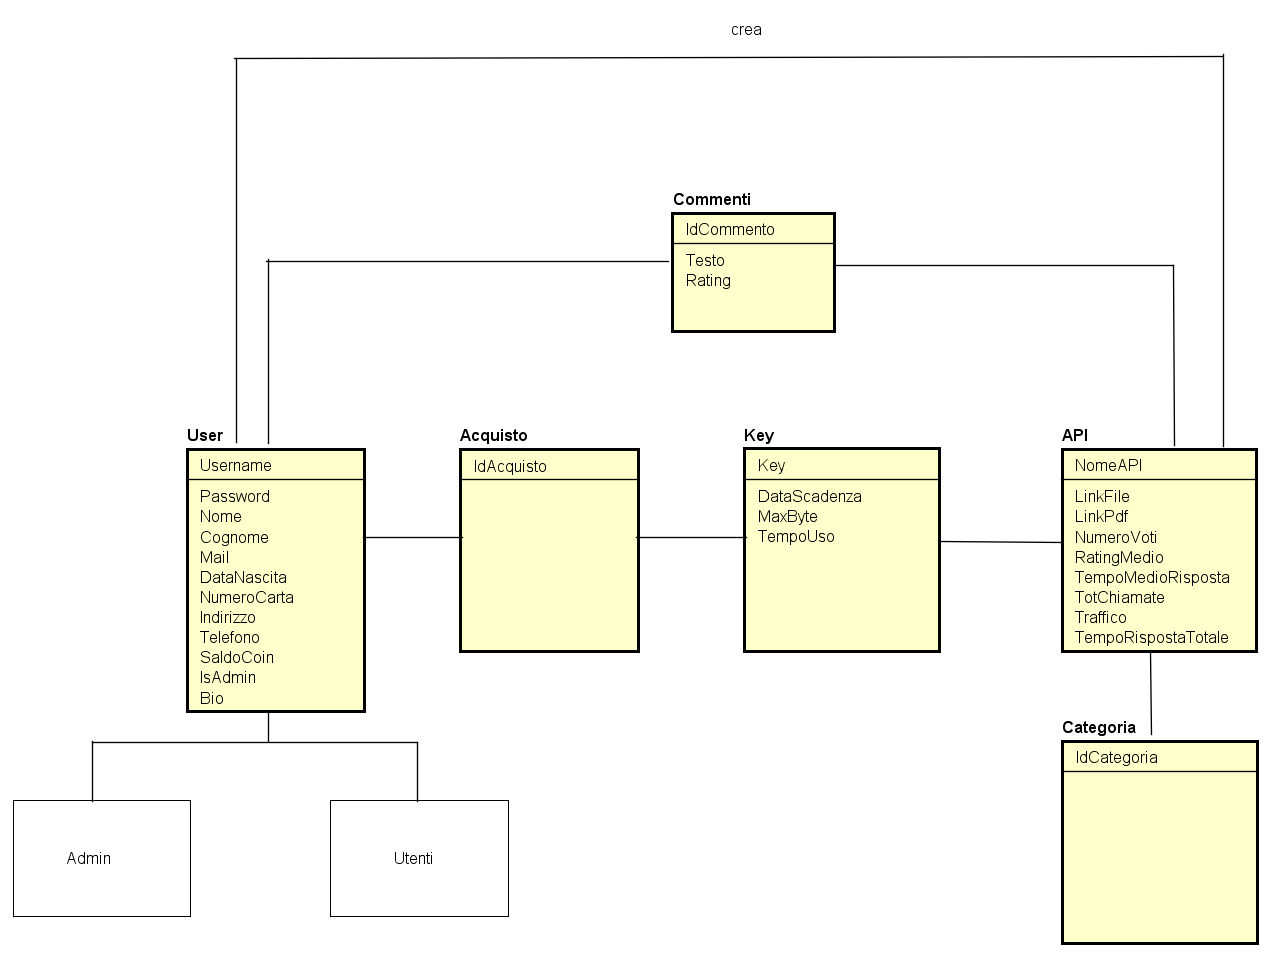 crea
Commenti
IdCommento
Testo
Rating
User
Username
Password
Nome
Cognome
Mail
DataNascita
NumeroCarta
Indirizzo
Telefono
SaldoCoin
IsAdmin
Bio
Acquisto
IdAcquisto
Key
Key
DataScadenza
MaxByte
TempoUso
API
NomeAPI
LinkFile
LinkPdf
NumeroVoti
RatingMedio
TempoMedioRisposta
TotChiamate
Traffico
TempoRispostaTotale
Categoria
IdCategoria
Admin
Utenti